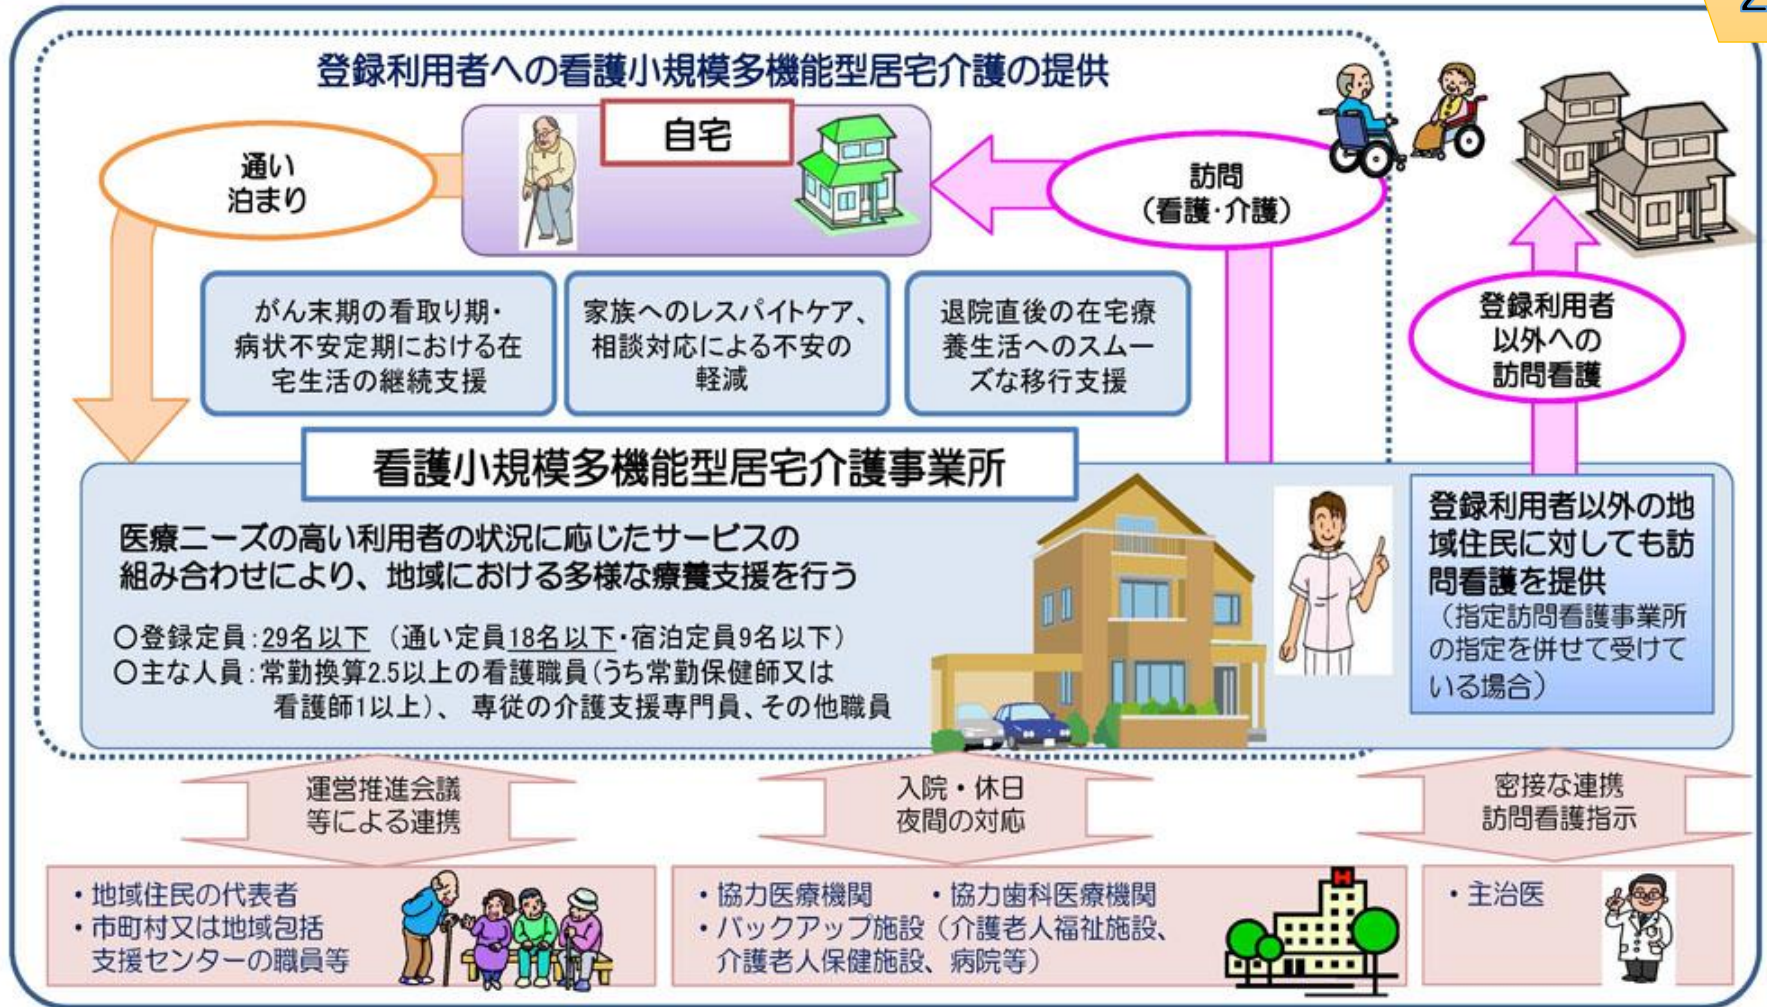 登録利用者への看護小規模多機能型居宅介護の提供
自宅
通い
泊まり
訪問
（看護・介護）
がん末期の看取り期・
病状不安定期における在
宅生活の継続支援
家族へのレスパイトケア、
相談対応による不安の
軽減
退院直後の在宅療
養生活へのスムー
ズな移行支援
登録利用者
以外への
訪問看護
看護小規模多機能型居宅介護事業所
医療ニーズの高い利用者の状況に応じたサービスの
組み合わせにより、地域における多様な療養支援を行う
〇登録定員：29名以下（通い定員18名以下・宿泊定員9名以下）
〇主な人員：常勤換算2.5以上の看護職員（うち常勤保健師又は
看護師1以上）、専従の介護支援専門員、その他職員
登録利用者以外の地
域住民に対しても訪
問看護を提供
（指定訪問看護事業所
の指定を併せて受けて
いる場合）
運営推進会議
等による連携
入院・休日
夜間の対応
密接な連携
訪問看護指示
・地域住民の代表者
・市町村又は地域包括
支援センターの職員等
・協力医療機関　・協力歯科医療機関
・バックアップ施設（介護老人福祉施設、
介護老人保健施設、病院等）
H
・主治医